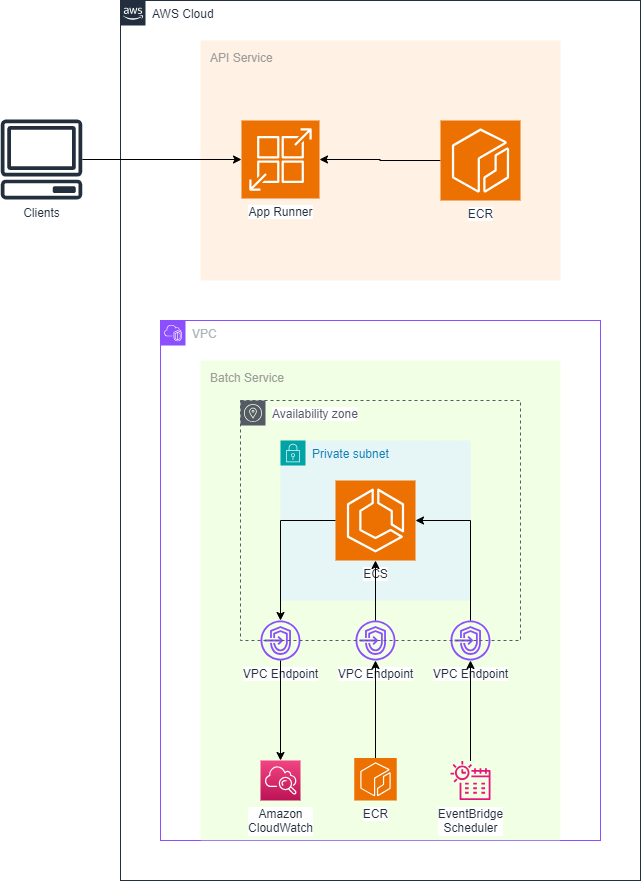 aws
AWS Cloud
API Service
Clients
App Runner
ECR
VPC
Batch Service
Availability zone
Private subnet
ECS
VPC Endpoint
VPC Endpoint
VPC Endpoint
Amazon
CloudWatch
ECR
EventBridge
Scheduler